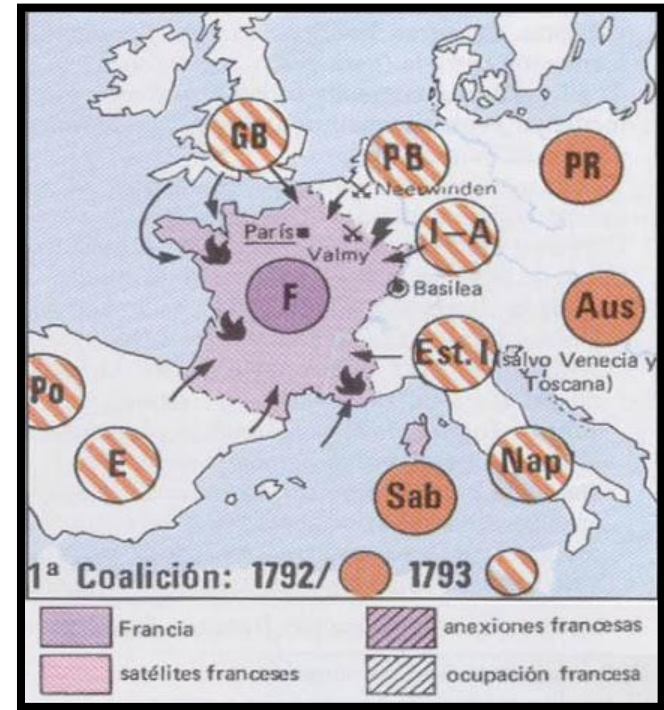 GB
PB
PR
Neerwinden
París
Valmy
I-A
F
Basilea
Aus
Est. I (salvo Venecia y
Toscana)
Po
E
Nap
Sab
1ª Coalición: 1792/ 1793
Francia
anexiones francesas
satélites franceses
ocupación francesa